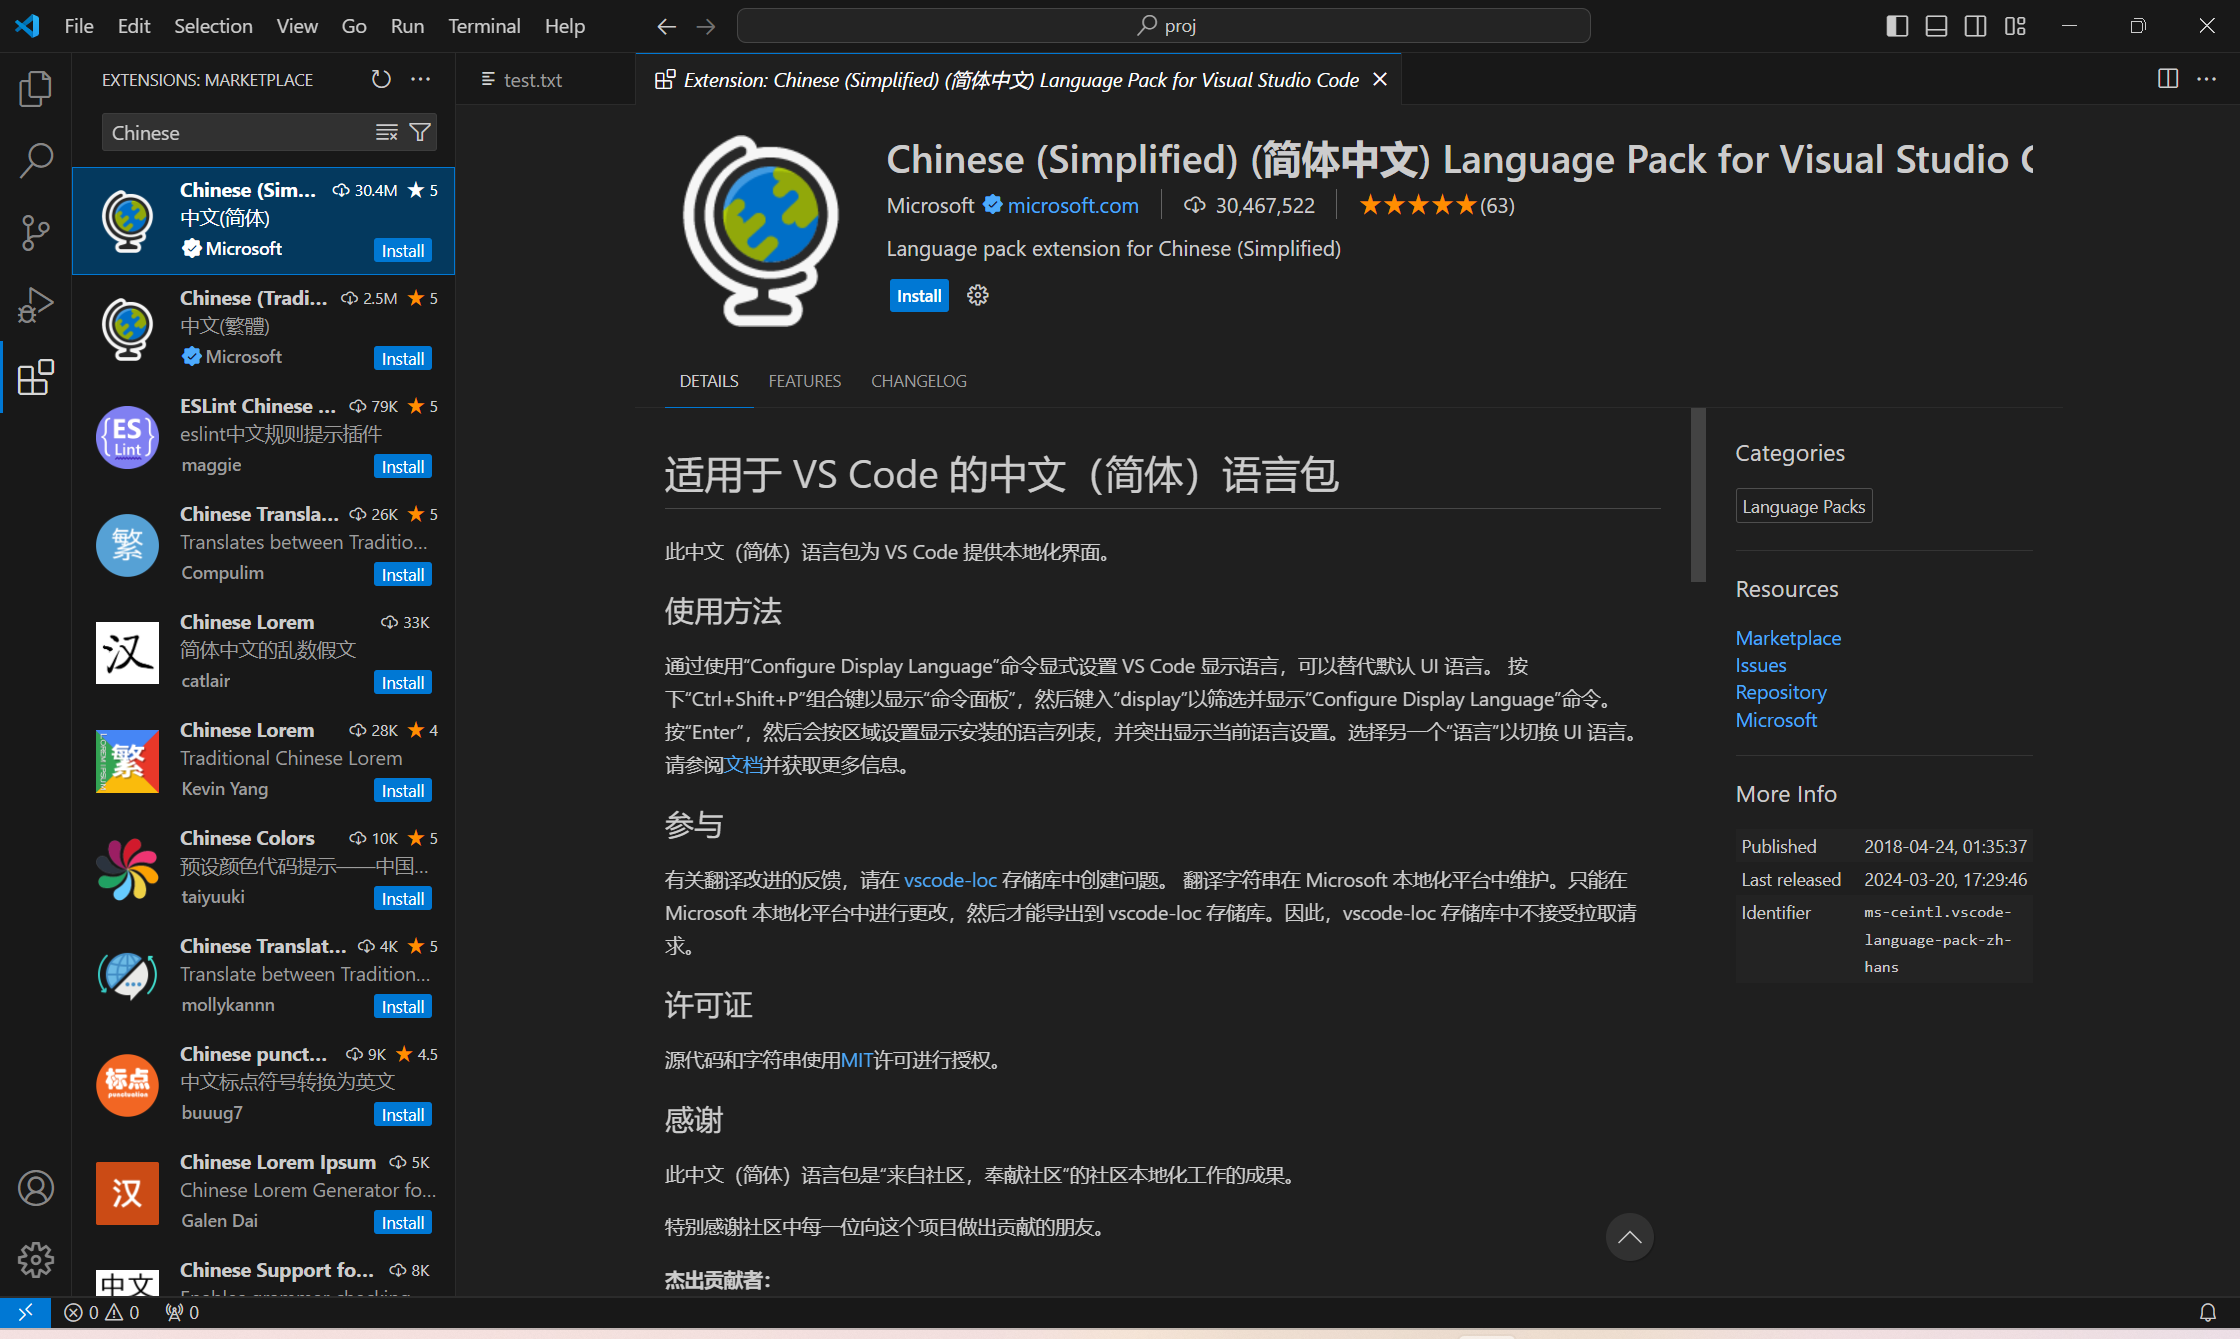 File Edit Selection View Go Run Terminal Help
proj
EXTENSIONS: MARKETPLACE
Chinese
Chinese (Sim... 30.4M 5
中文(简体)
Microsoft Install
Chinese (Tradi... 2.5M 5
中文(繁體)
Microsoft Install
ESLint Chinese ... 79K 5
eslint中文规则提示插件
maggie Install
Chinese Transla... 26K 5
Translates between Traditio...
Compulim Install
Chinese Lorem 33K
简体中文的乱数假文
catlair Install
Chinese Lorem 28K 4
Traditional Chinese Lorem
Kevin Yang Install
Chinese Colors 10K 5
预设颜色代码提示——中国...
taiyuuki Install
Chinese Translat... 4K 5
Translate between Tradition...
mollykannn Install
Chinese punct... 9K 4.5
中文标点符号转换为英文
buuug7 Install
Chinese Lorem Ipsum 5K
Chinese Lorem Generator fo...
Galen Dai Install
Chinese Support fo... 8K
ES
Lint
繁
汉
繁
标点
punctuation
汉
中文
test.txt
Extension: Chinese (Simplified) (简体中文) Language Pack for Visual Studio Code
Chinese (Simplified) (简体中文) Language Pack for Visual Studio
Microsoft microsoft.com 30,467,522 (63)
Language pack extension for Chinese (Simplified)
Install
DETAILS FEATURES CHANGELOG
适用于 VS Code 的中文（简体）语言包
此中文（简体）语言包为 VS Code 提供本地化界面。
使用方法
通过使用“Configure Display Language”命令显式设置 VS Code 显示语言，可以替代默认 UI 语言。 按
下“Ctrl+Shift+P”组合键以显示“命令面板”，然后键入“display”以筛选并显示“Configure Display Language”命令。
按“Enter”，然后会按区域设置显示安装的语言列表，并突出显示当前语言设置。选择另一个“语言”以切换 UI 语言。
请参阅文档并获取更多信息。
参与
有关翻译改进的反馈，请在 vscode-loc 存储库中创建问题。 翻译字符串在 Microsoft 本地化平台中维护。只能在
Microsoft 本地化平台中进行更改，然后才能导出到 vscode-loc 存储库。因此，vscode-loc 存储库中不接受拉取请
求。
许可证
源代码和字符串使用MIT许可进行授权。
感谢
此中文（简体）语言包是“来自社区，奉献社区”的社区本地化工作的成果。
特别感谢社区中每一位向这个项目做出贡献的朋友。
杰出贡献者：
Categories
Language Packs
Resources
Marketplace
Issues
Repository
Microsoft
More Info
Published 2018-04-24, 01:35:37
Last released 2024-03-20, 17:29:46
Identifier ms-ceintl.vscode-
language-pack-zh-
hans
0 0 0